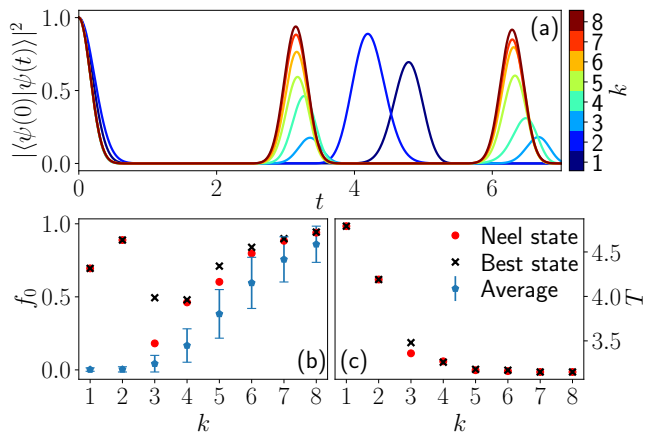 |⟨ψ(0)|ψ(t)⟩|²
1.0
0.5
0.0
0
2
4
6
t
(a)
8
7
6
5
4
3
2
1
k
f₀
1.0
0.5
0.0
1 2 3 4 5 6 7 8
k
(b)
Neel state
Best state
Average
(c)
4.5
4.0
3.5
T
1 2 3 4 5 6 7 8
k